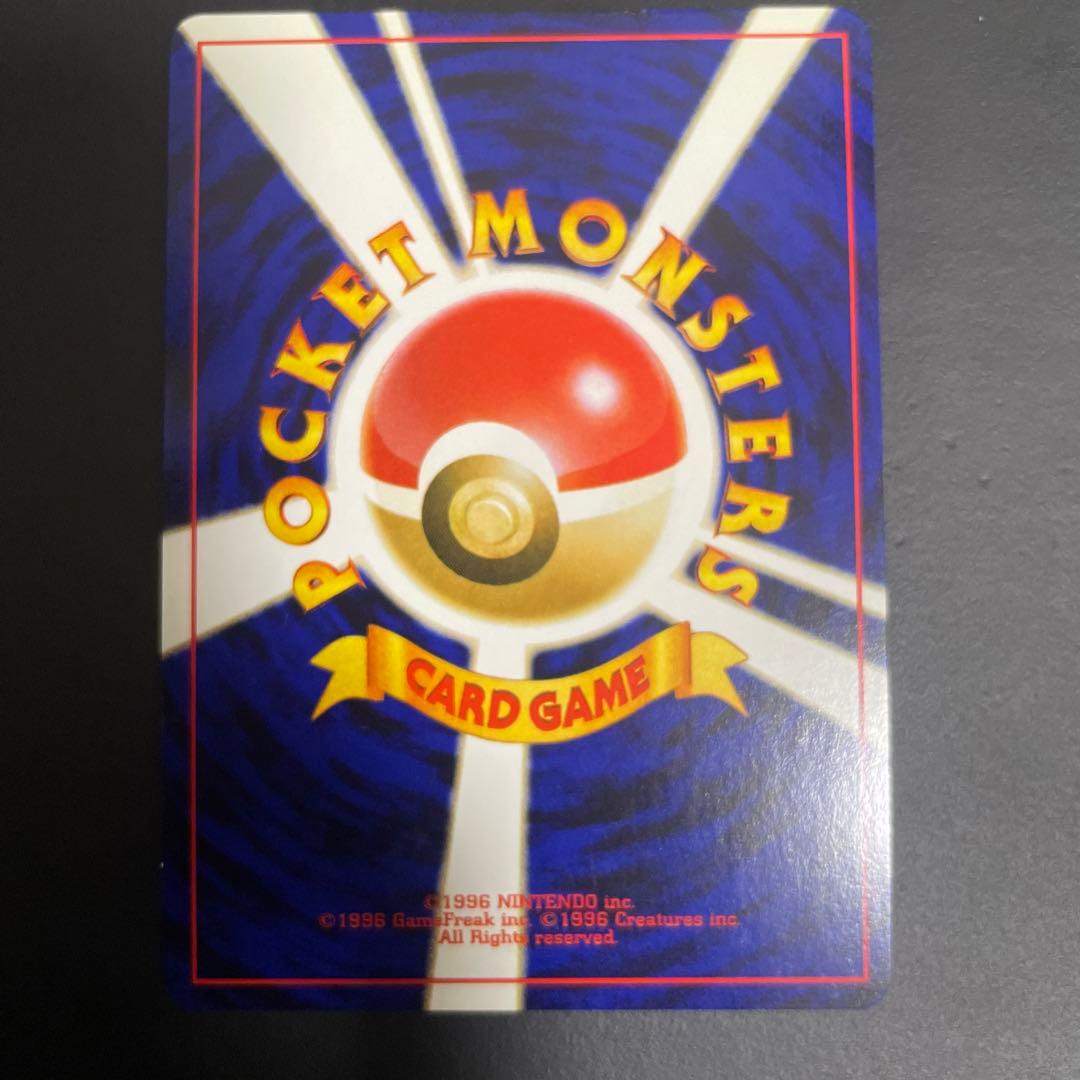 POCKET MONSTERS
CARD GAME
©1996 NINTENDO inc.
©1996 GameFreak inc. ©1996 Creatures inc.
All Rights reserved.